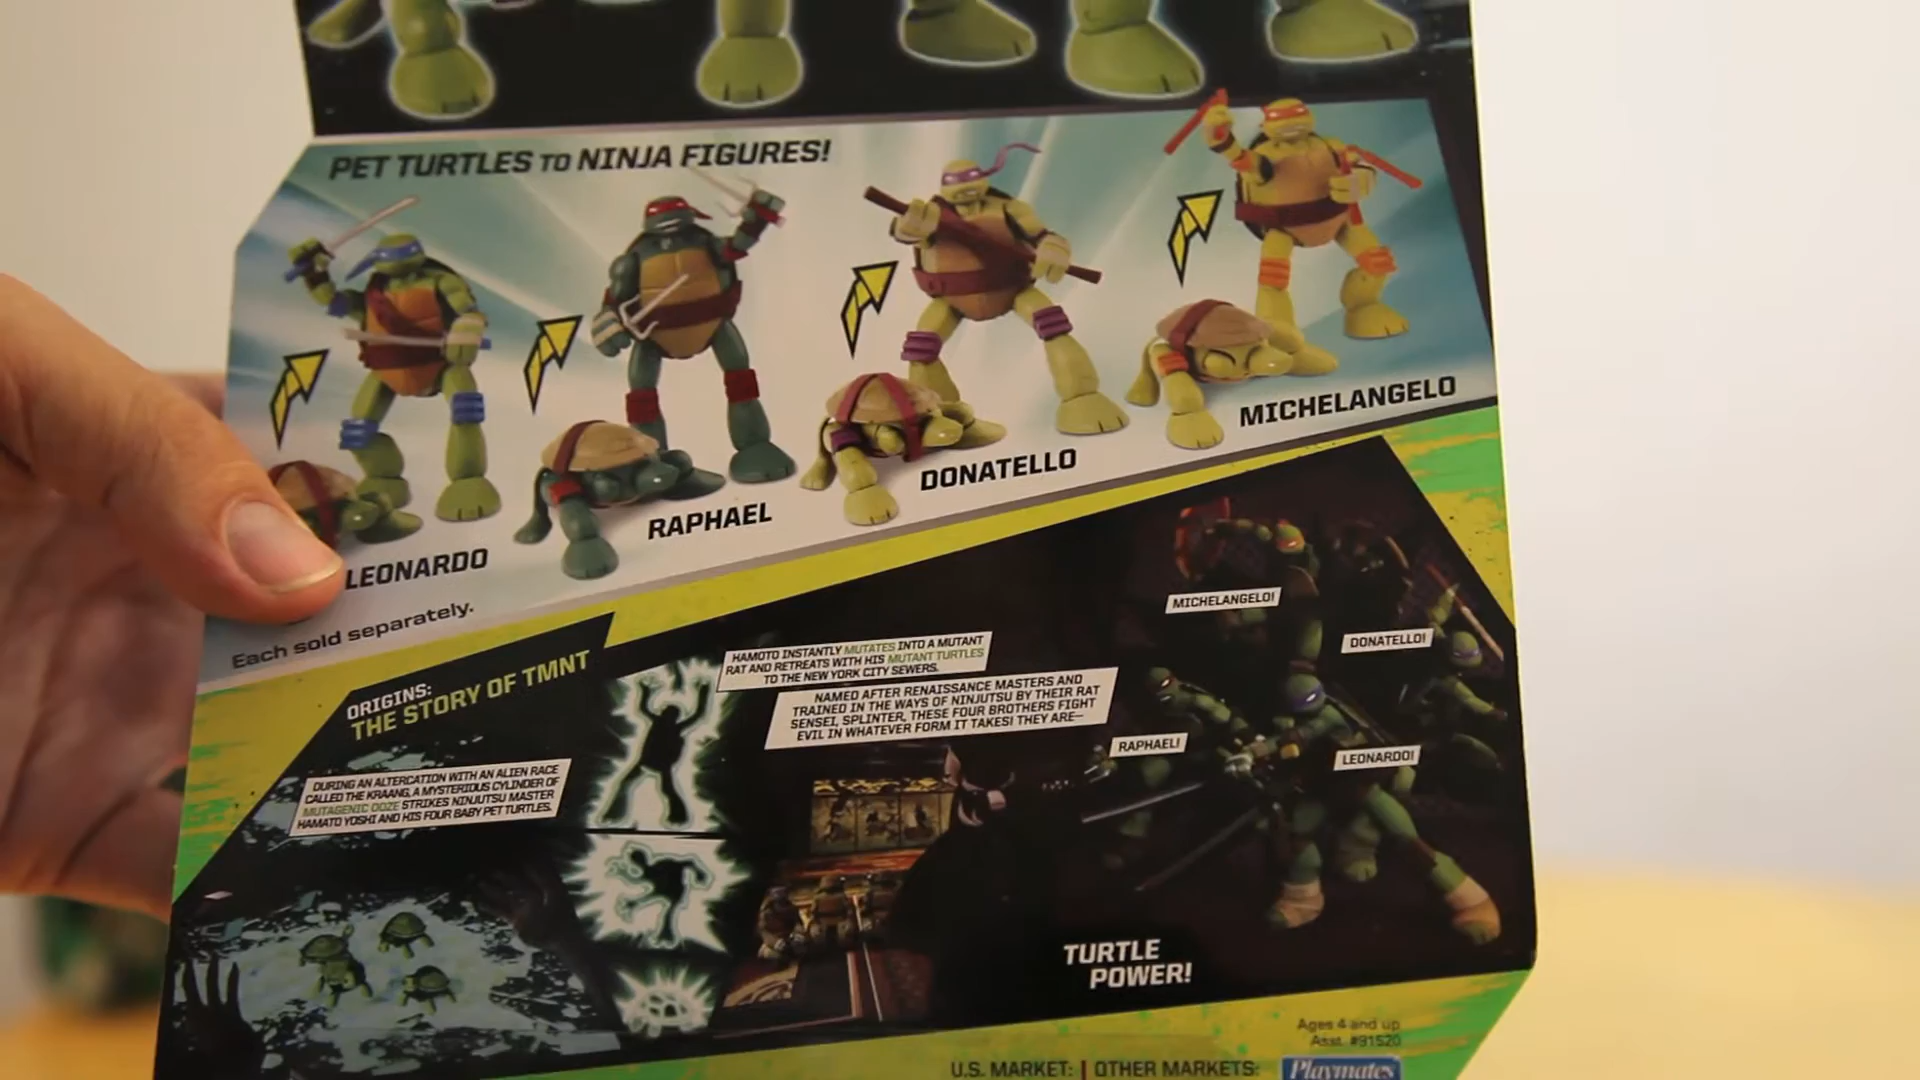 PET TURTLES TO NINJA FIGURES!
LEONARDO
RAPHAEL
DONATELLO
MICHELANGELO
Each sold separately.
ORIGINS:
THE STORY OF TMNT
DURING AN ALTERCATION WITH AN ALIEN RACE
CALLED THE KRAANG, A MYSTERIOUS CYLINDER OF
MUTAGENIC OOZE STRIKES NINJUTSU MASTER
HAMATO YOSHI AND HIS FOUR BABY PET TURTLES.
HAMOTO INSTANTLY MUTATES INTO A MUTANT
RAT AND RETREATS WITH HIS MUTANT TURTLES
TO THE NEW YORK CITY SEWERS.
NAMED AFTER RENAISSANCE MASTERS AND
TRAINED IN THE WAYS OF NINJUTSU BY THEIR RAT
SENSEI, SPLINTER, THESE FOUR BROTHERS FIGHT
EVIL IN WHATEVER FORM IT TAKES! THEY ARE—
MICHELANGELO!
DONATELLO!
RAPHAEL!
LEONARDO!
TURTLE
POWER!
Ages 4 and up
Asst. #91520
U.S. MARKET: | OTHER MARKETS:
Playmates